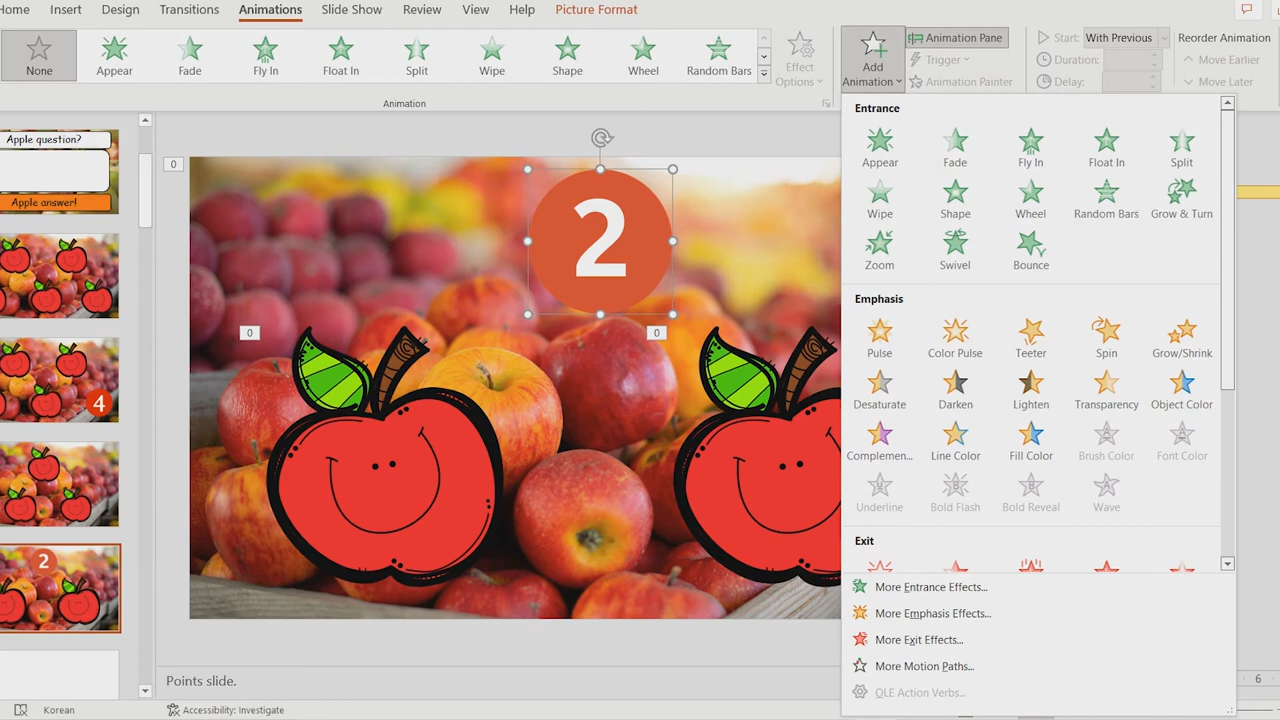 Home Insert Design Transitions Animations Slide Show Review View Help Picture Format
None Appear Fade Fly In Float In Split Wipe Shape Wheel Random Bars
Effect
Options
Animation
Add
Animation
Animation Pane
Trigger
Animation Painter
Start: With Previous
Duration:
Delay:
Reorder Animation
Move Earlier
Move Later
Apple question?
Apple answer!
4
2
0
2
0
0
Entrance
Appear Fade Fly In Float In Split
Wipe Shape Wheel Random Bars Grow & Turn
Zoom Swivel Bounce
Emphasis
Pulse Color Pulse Teeter Spin Grow/Shrink
Desaturate Darken Lighten Transparency Object Color
Complemen... Line Color Fill Color Brush Color Font Color
Underline Bold Flash Bold Reveal Wave
Exit
More Entrance Effects...
More Emphasis Effects...
More Exit Effects...
More Motion Paths...
OLE Action Verbs...
Points slide.
6
Korean
Accessibility: Investigate